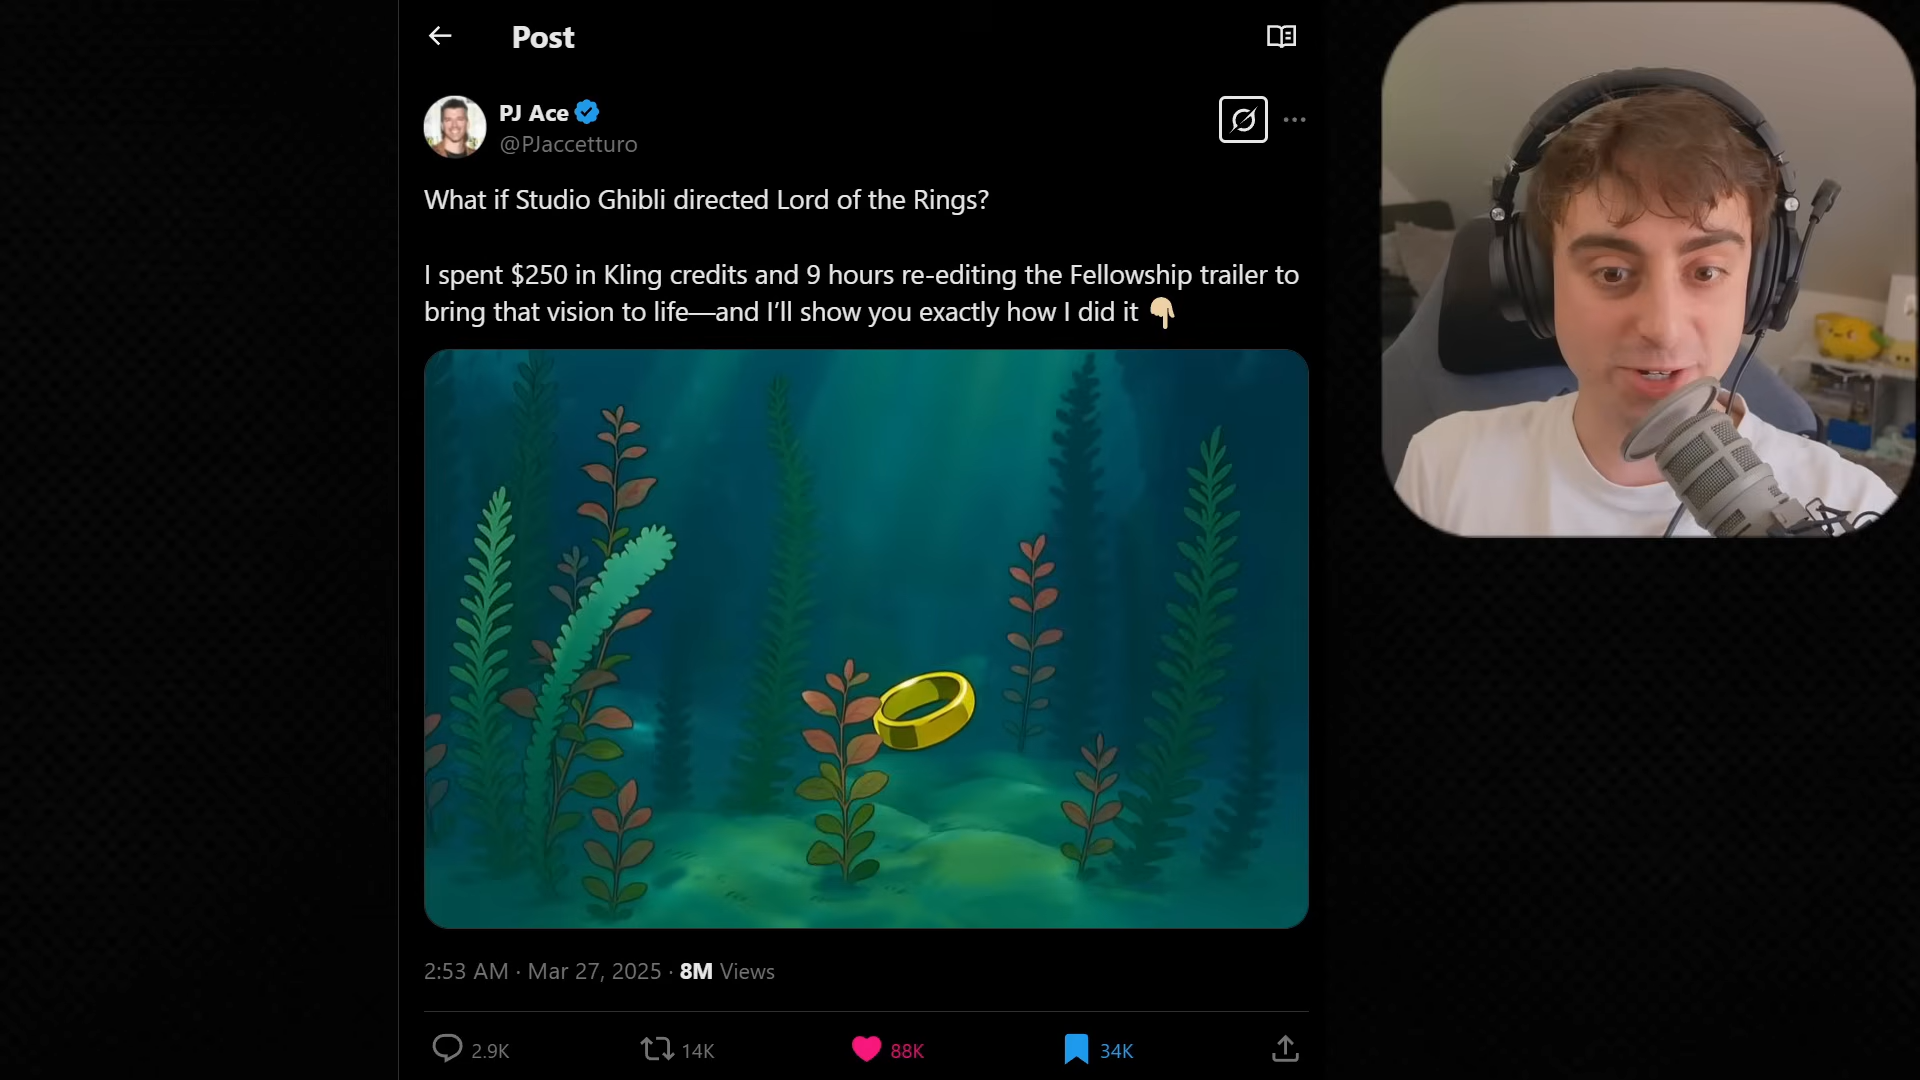 Post
PJ Ace
@PJaccetturo
What if Studio Ghibli directed Lord of the Rings?
I spent $250 in Kling credits and 9 hours re-editing the Fellowship trailer to
bring that vision to life—and I’ll show you exactly how I did it 👇🏼
2:53 AM · Mar 27, 2025 · 8M Views
2.9K
14K
88K
34K